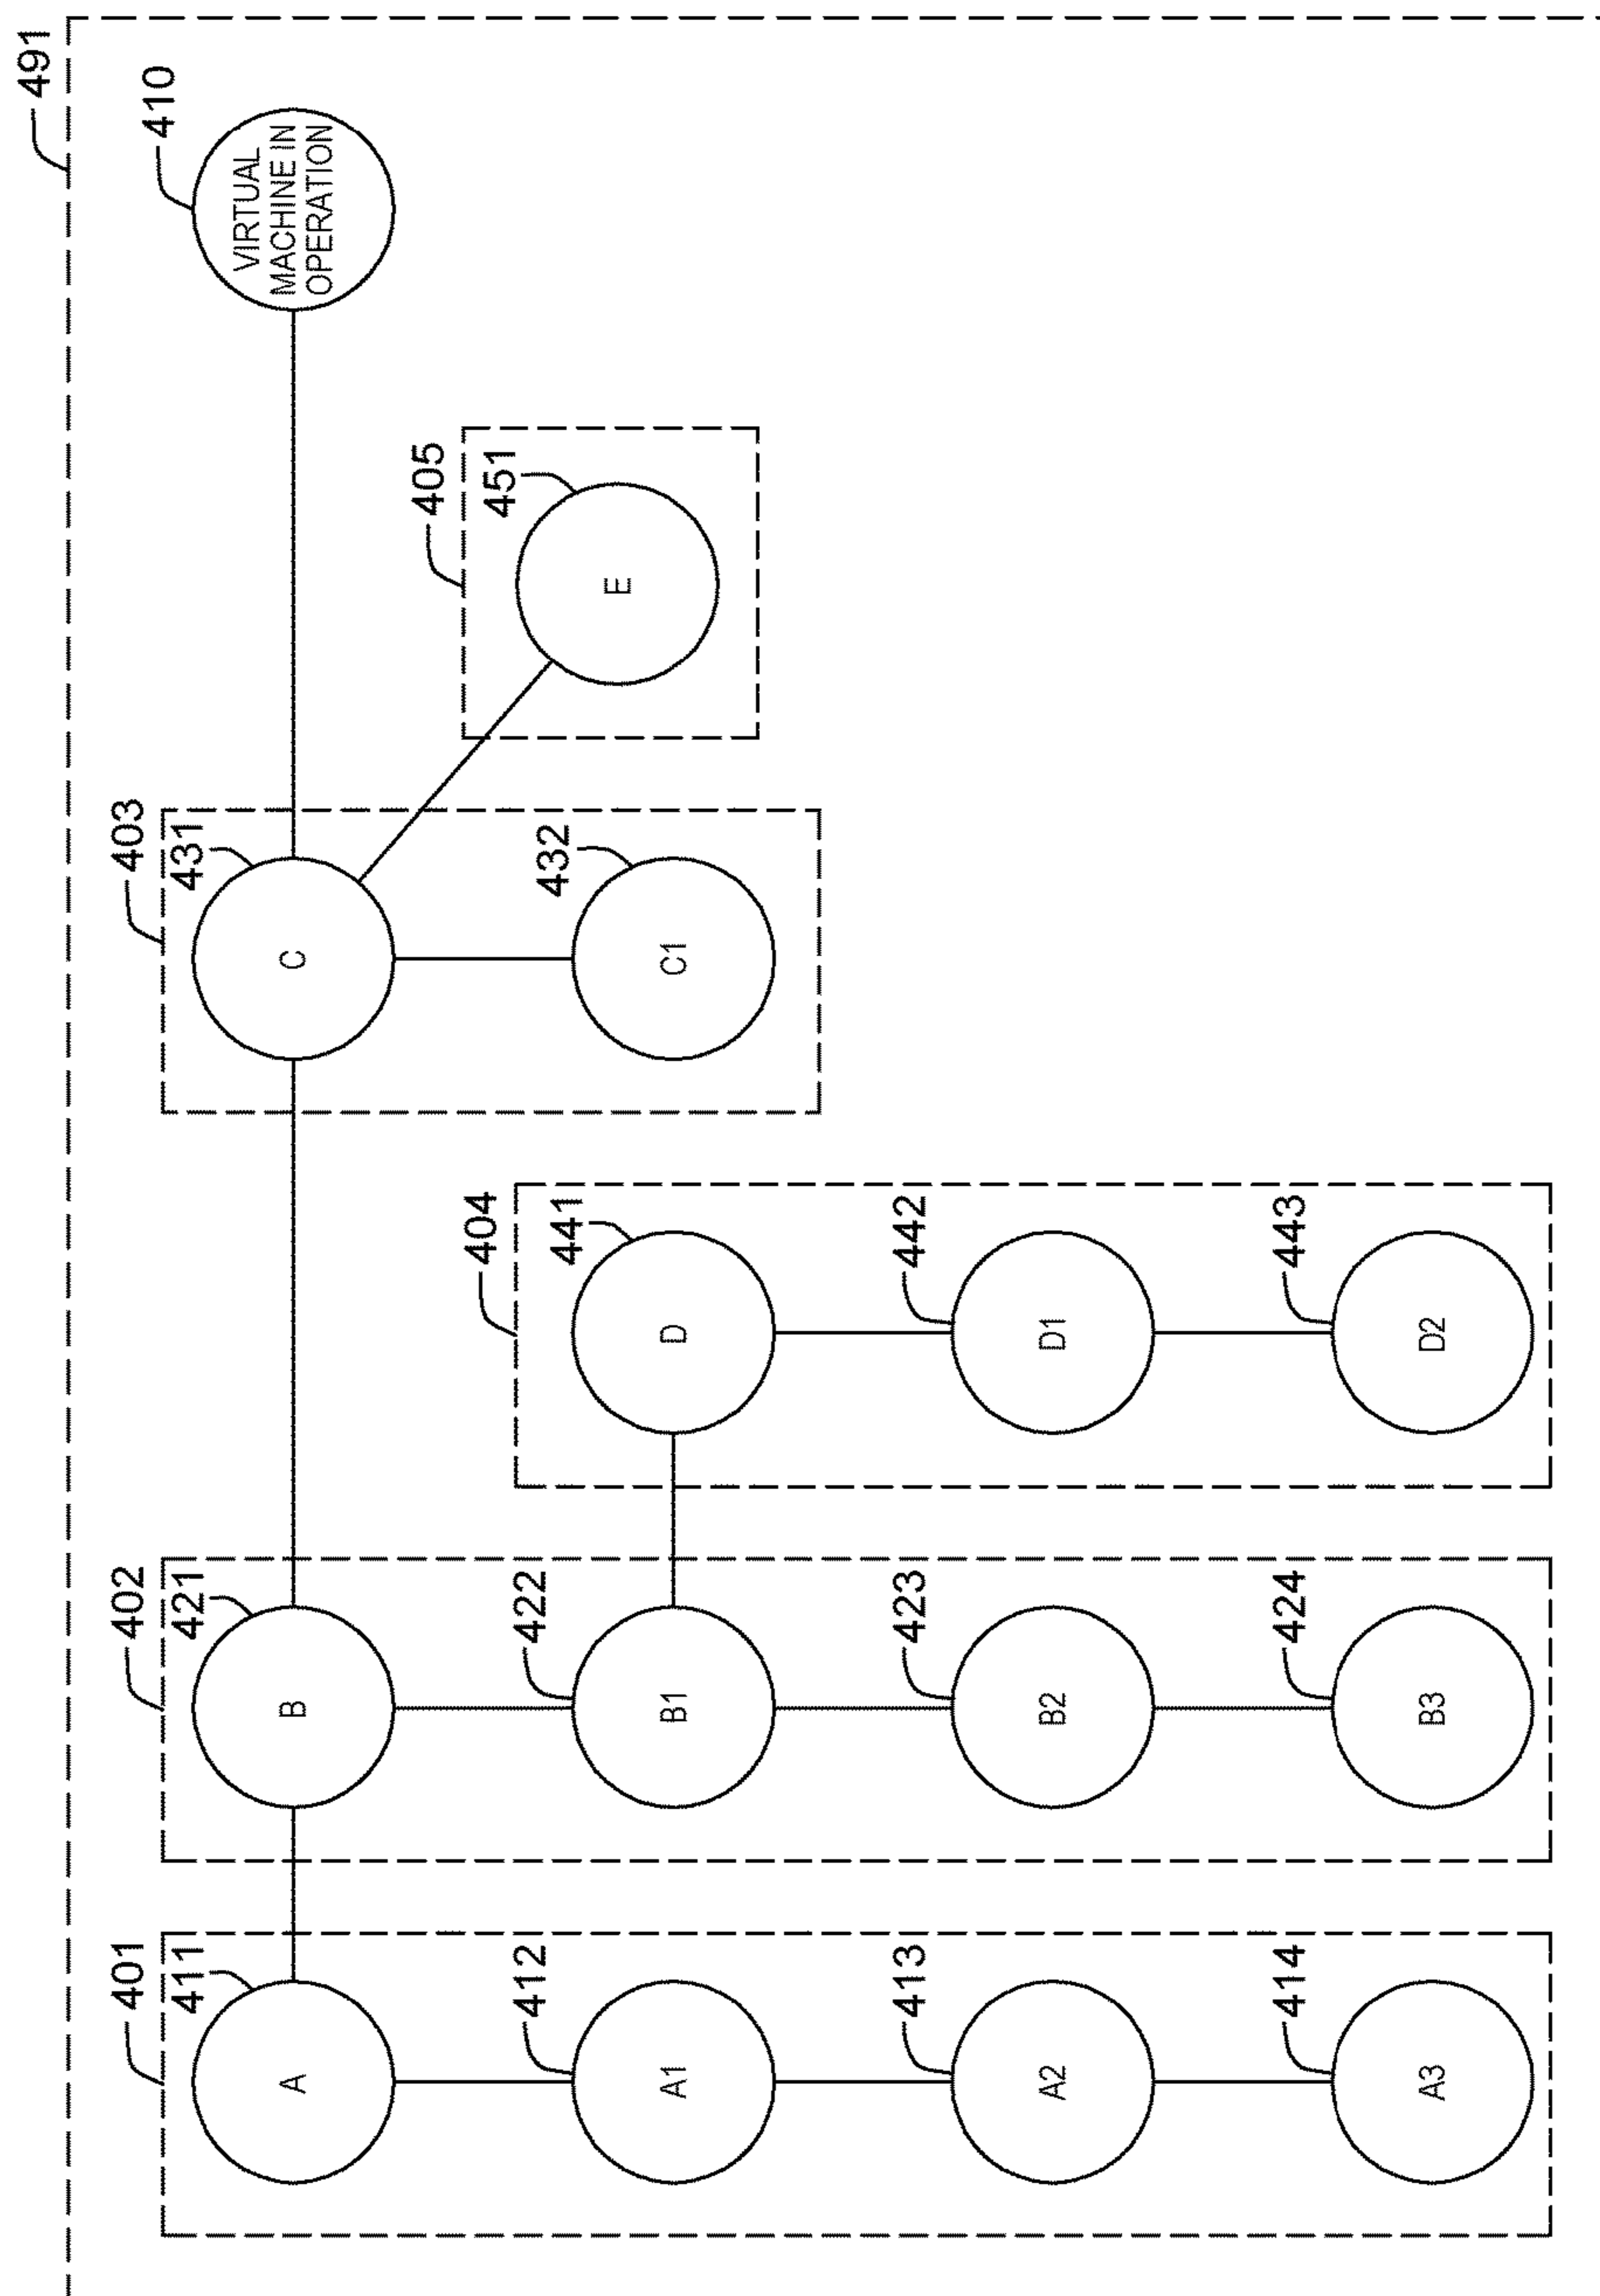 491
410
VIRTUAL
MACHINE IN
OPERATION
405
451
E
403
431
C
432
C1
404
441
D
442
D1
443
D2
402
421
B
422
B1
423
B2
424
B3
401
411
A
412
A1
413
A2
414
A3